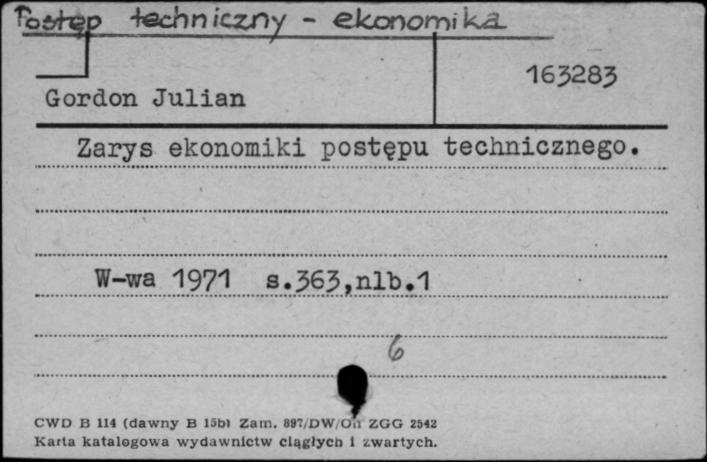 Postęp techniczny - ekonomika
163283
Gordon Julian
Zarys ekonomiki postępu technicznego.
W-wa 1971 s.363,nlb.1
6
CWD B 114 (dawny B 15b) Zam. 897/DW/On ZGG 2542
Karta katalogowa wydawnictw ciągłych i zwartych.